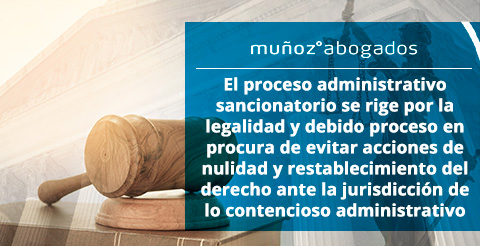 muñoz°abogados
El proceso administrativo
sancionatorio se rige por la
legalidad y debido proceso en
procura de evitar acciones de
nulidad y restablecimiento del
derecho ante la jurisdicción de
lo contencioso administrativo